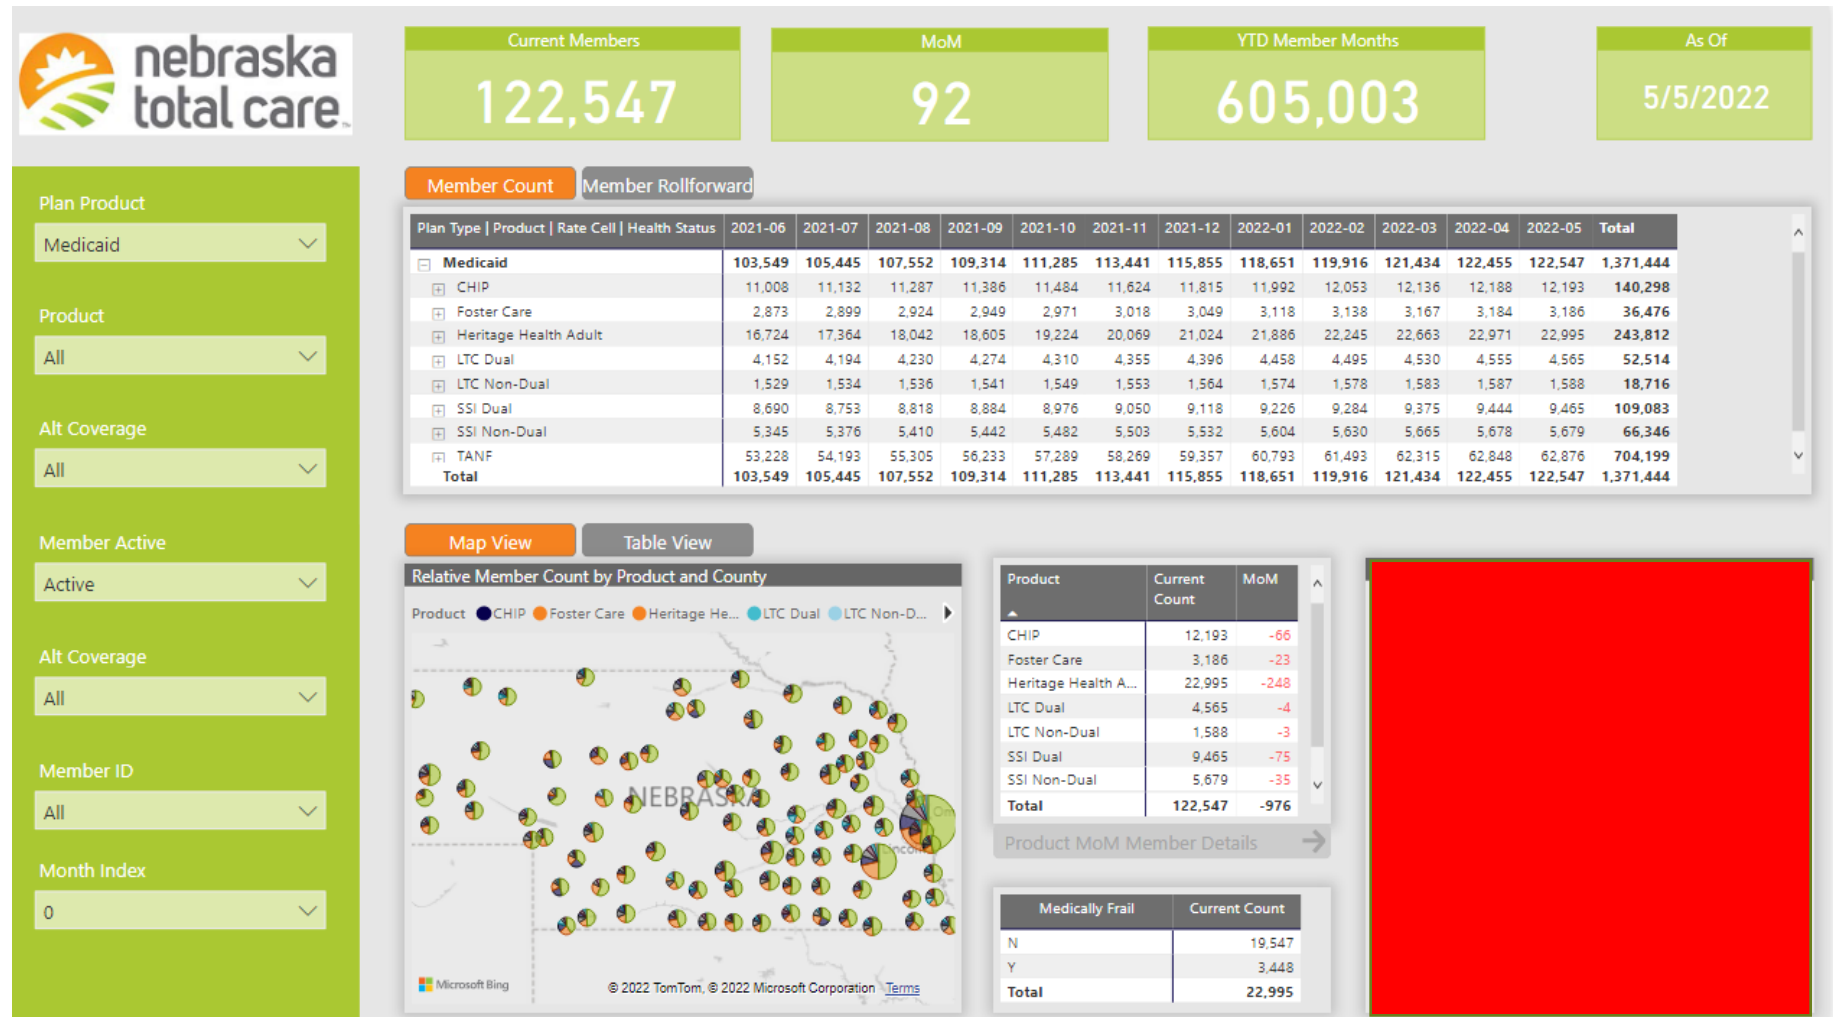 nebraska
total care
Current Members
122,547
MoM
92
YTD Member Months
605,003
As Of
5/5/2022
Plan Product
Medicaid
Product
All
Alt Coverage
All
Member Active
Active
Alt Coverage
All
Member ID
All
Month Index
0
Member Count Member Rollforward
Plan Type | Product | Rate Cell | Health Status 2021-06 2021-07 2021-08 2021-09 2021-10 2021-11 2021-12 2022-01 2022-02 2022-03 2022-04 2022-05 Total
Medicaid 103,549 105,445 107,552 109,314 111,285 113,441 115,855 118,651 119,916 121,434 122,455 122,547 1,371,444
CHIP 11,008 11,132 11,287 11,386 11,484 11,624 11,815 11,992 12,053 12,136 12,188 12,193 140,298
Foster Care 2,873 2,899 2,924 2,949 2,971 3,018 3,049 3,118 3,138 3,167 3,184 3,186 36,476
Heritage Health Adult 16,724 17,364 18,042 18,605 19,224 20,069 21,024 21,886 22,245 22,663 22,971 22,995 243,812
LTC Dual 4,152 4,194 4,230 4,274 4,310 4,355 4,396 4,458 4,495 4,530 4,555 4,565 52,514
LTC Non-Dual 1,529 1,534 1,536 1,541 1,549 1,553 1,564 1,574 1,578 1,583 1,587 1,588 18,716
SSI Dual 8,690 8,753 8,818 8,884 8,976 9,050 9,118 9,226 9,284 9,375 9,444 9,465 109,083
SSI Non-Dual 5,345 5,376 5,410 5,442 5,482 5,503 5,532 5,604 5,630 5,665 5,678 5,679 66,346
TANF 53,228 54,193 55,305 56,233 57,289 58,269 59,357 60,793 61,493 62,315 62,848 62,876 704,199
Total 103,549 105,445 107,552 109,314 111,285 113,441 115,855 118,651 119,916 121,434 122,455 122,547 1,371,444
Map View Table View
Relative Member Count by Product and County
Product CHIP Foster Care Heritage He... LTC Dual LTC Non-D...
NEBRASKA
Microsoft Bing
© 2022 TomTom, © 2022 Microsoft Corporation Terms
Product Current Count MoM
CHIP 12,193 -66
Foster Care 3,186 -23
Heritage Health A... 22,995 -248
LTC Dual 4,565 -4
LTC Non-Dual 1,588 -3
SSI Dual 9,465 -75
SSI Non-Dual 5,679 -35
Total 122,547 -976
Product MoM Member Details
Medically Frail Current Count
N 19,547
Y 3,448
Total 22,995